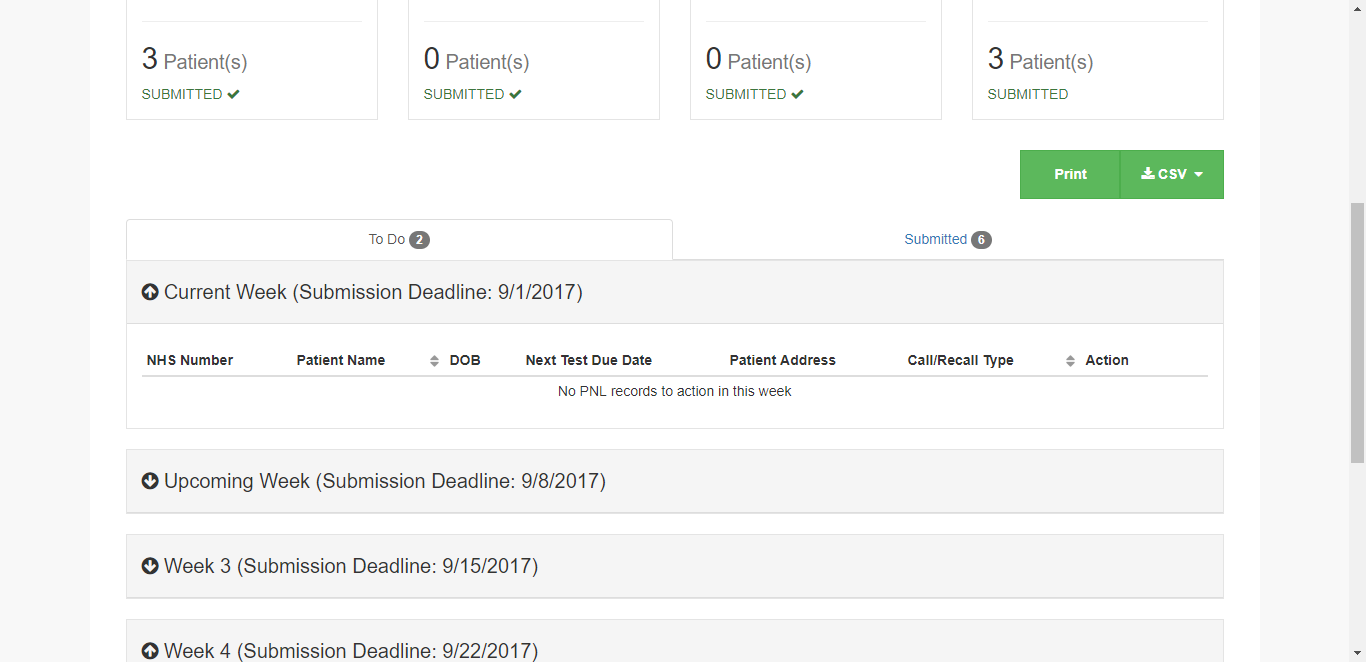 3 Patient(s)
SUBMITTED
0 Patient(s)
SUBMITTED
0 Patient(s)
SUBMITTED
3 Patient(s)
SUBMITTED
Print
CSV
To Do 2
Submitted 6
Current Week (Submission Deadline: 9/1/2017)
NHS Number Patient Name DOB Next Test Due Date Patient Address Call/Recall Type Action
No PNL records to action in this week
Upcoming Week (Submission Deadline: 9/8/2017)
Week 3 (Submission Deadline: 9/15/2017)
Week 4 (Submission Deadline: 9/22/2017)